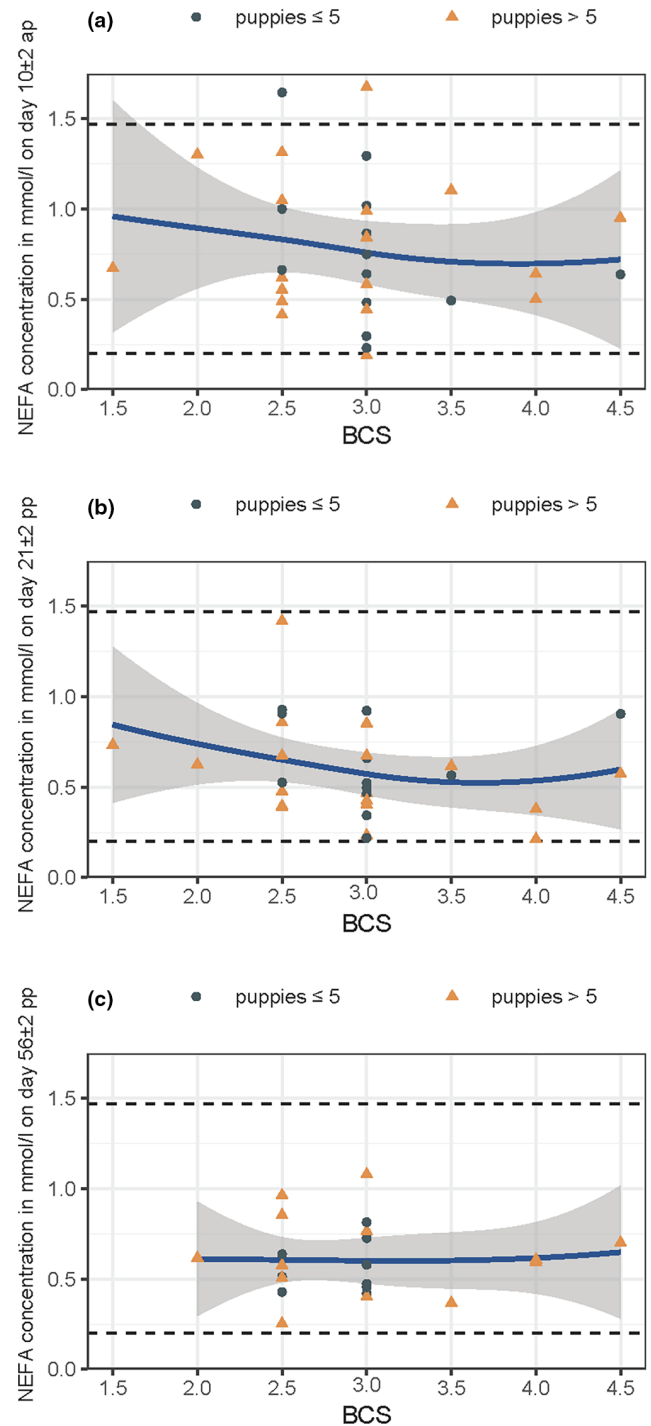 (a) puppies ≤ 5 puppies > 5
NEFA concentration in mmol/l on day 10±2 ap
1.5
1.0
0.5
0.0
1.5 2.0 2.5 3.0 3.5 4.0 4.5
BCS
(b) puppies ≤ 5 puppies > 5
NEFA concentration in mmol/l on day 21±2 pp
1.5
1.0
0.5
0.0
1.5 2.0 2.5 3.0 3.5 4.0 4.5
BCS
(c) puppies ≤ 5 puppies > 5
NEFA concentration in mmol/l on day 56±2 pp
1.5
1.0
0.5
0.0
1.5 2.0 2.5 3.0 3.5 4.0 4.5
BCS